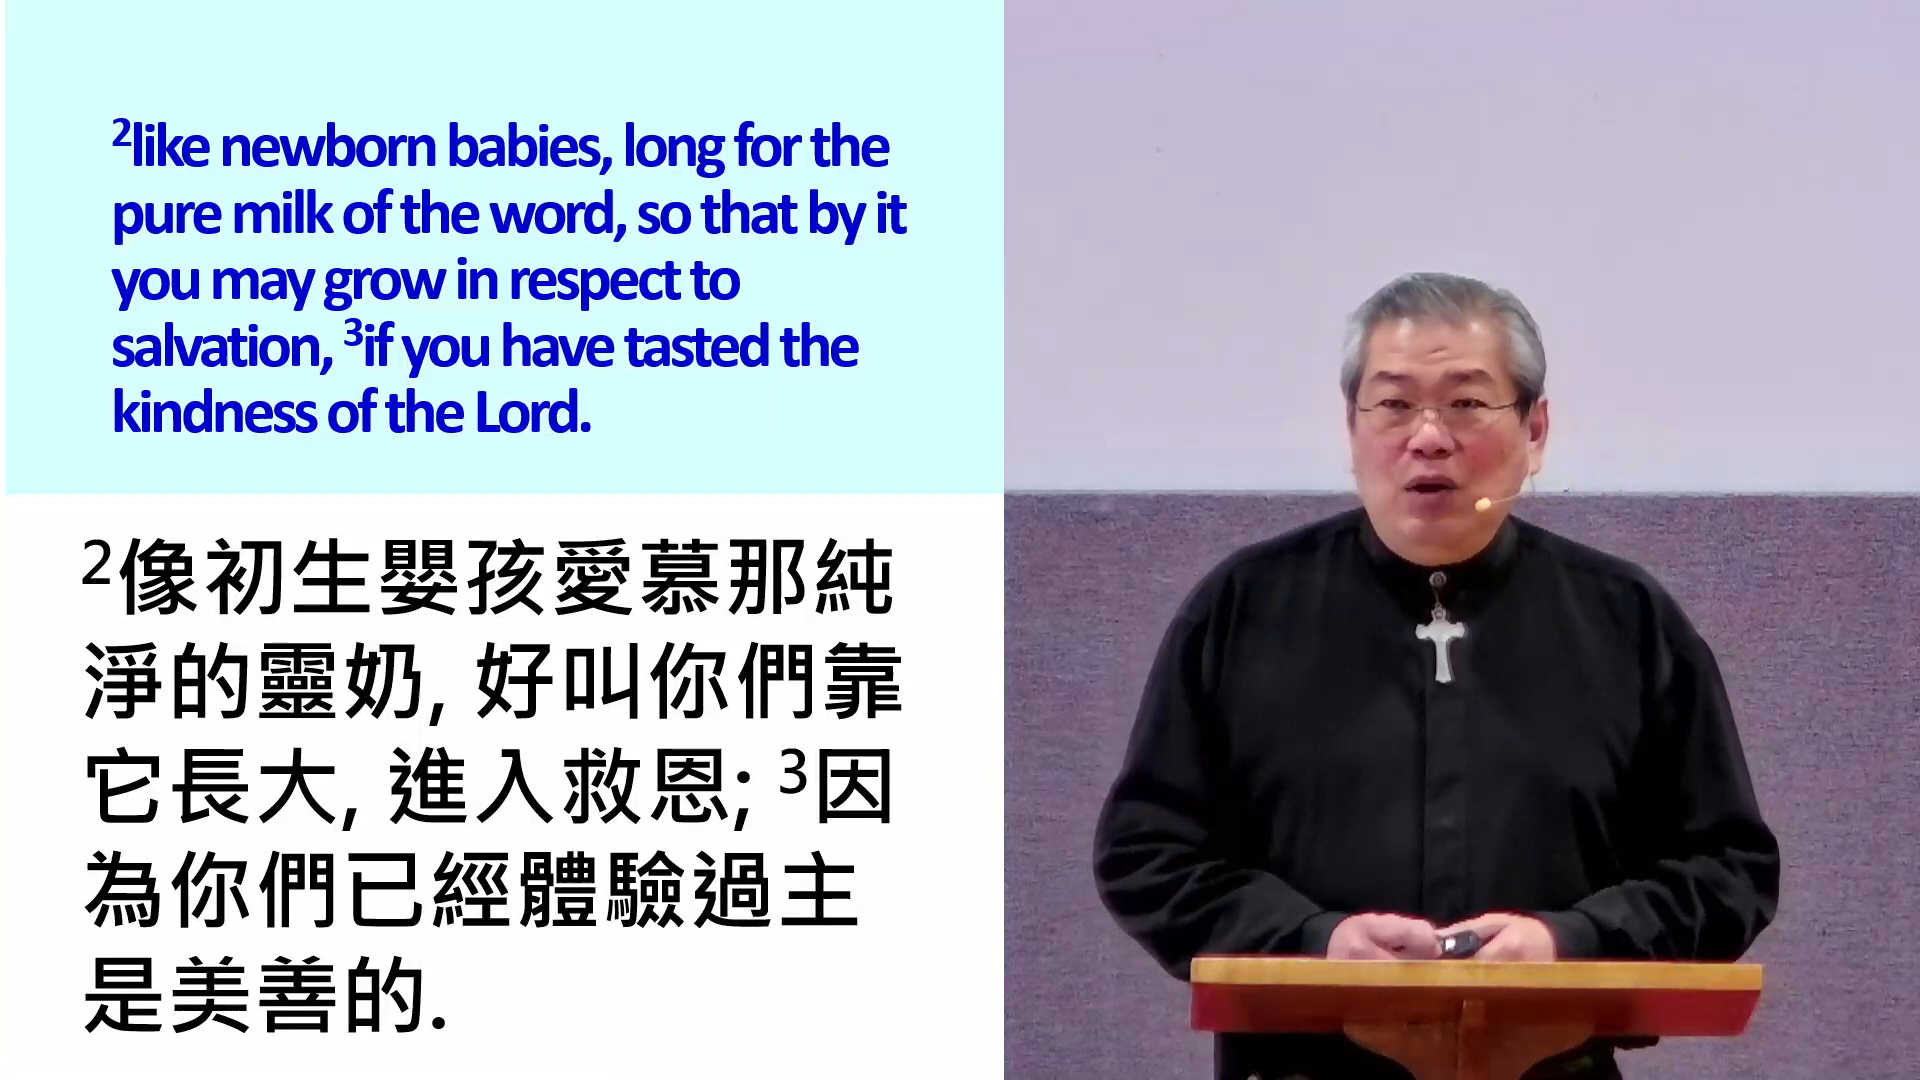 ²like newborn babies, long for the
pure milk of the word, so that by it
you may grow in respect to
salvation, ³if you have tasted the
kindness of the Lord.
²像初生嬰孩愛慕那純
淨的靈奶, 好叫你們靠
它長大, 進入救恩; ³因
為你們已經體驗過主
是美善的.